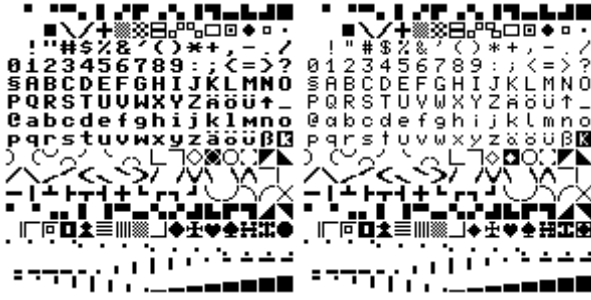 !"#$%&´()*+,-./ !"#$%&´()*+,-./
0123456789:;<=>? 0123456789:;<=>?
§ABCDEFGHIJKLMNO §ABCDEFGHIJKLMNO
PQRSTUVWXYZÄÖÜ↑_ PQRSTUVWXYZÄÖÜ↑_
@abcdefghijklmno @abcdefghijklmno
pqrstuvwxyzäöüß pqrstuvwxyzäöüß